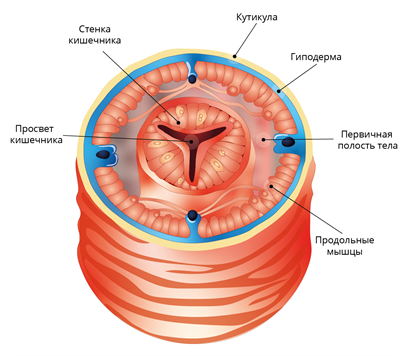 Кутикула
Стенка
кишечника
Гиподерма
Просвет
кишечника
Первичная
полость тела
Продольные
мышцы